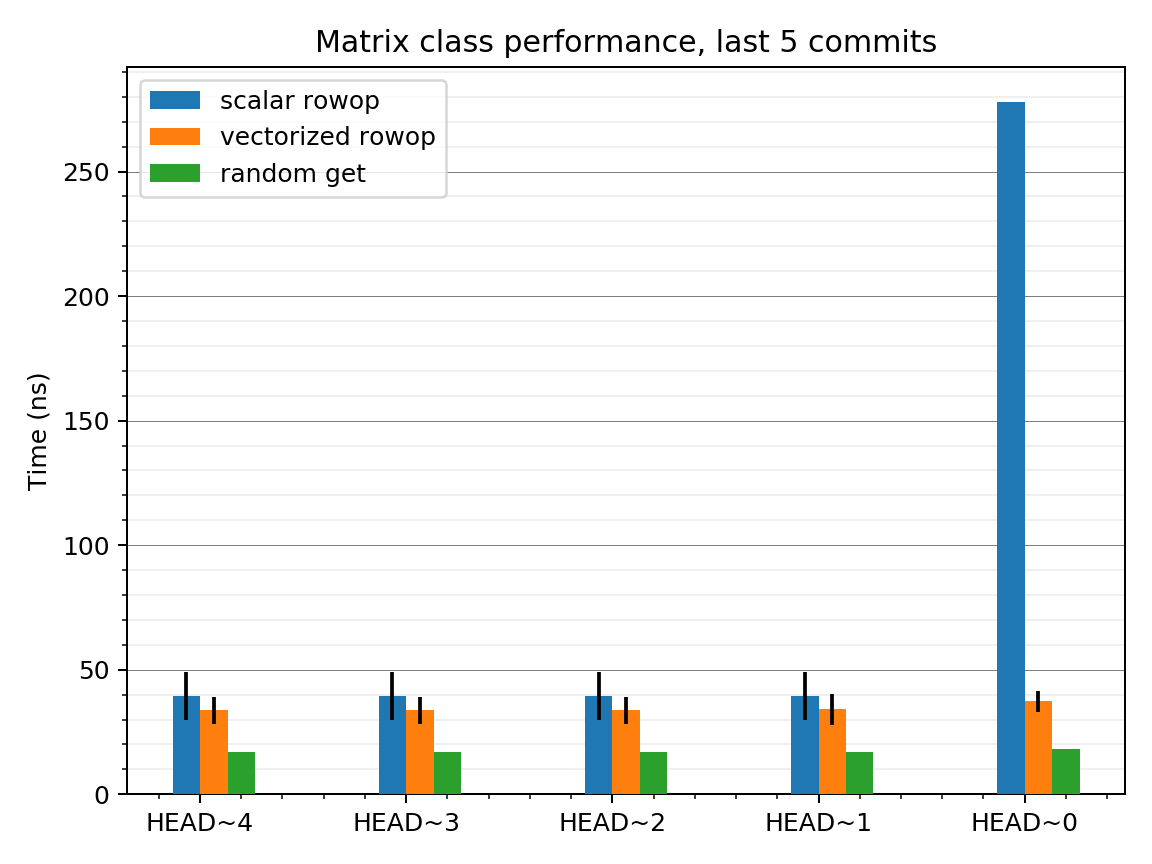 Matrix class performance, last 5 commits
scalar rowop
vectorized rowop
random get
Time (ns)
250
200
150
100
50
0
HEAD~4 HEAD~3 HEAD~2 HEAD~1 HEAD~0